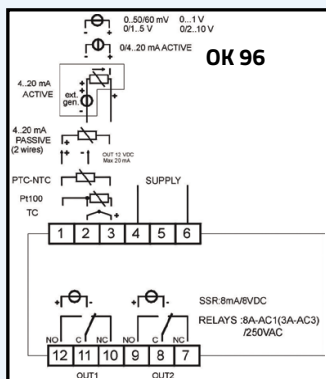 0..50/60 mV 0...1 V
0/1..5 V 0/2..10 V
- +
0/4..20 mA ACTIVE
- +
OK 96
4..20 mA
ACTIVE
ext.
gen.
+
-
+
4..20 mA
PASSIVE
(2 wires)
+ -
OUT 12 VDC
Max 20 mA
PTC-NTC
SUPPLY
Pt100
TC
- +
1 2 3 4 5 6
SSR:8mA/8VDC
RELAYS :8A-AC1(3A-AC3)
/250VAC
+ - + -
NO C NC NO C NC
12 11 10 9 8 7
OUT1 OUT2